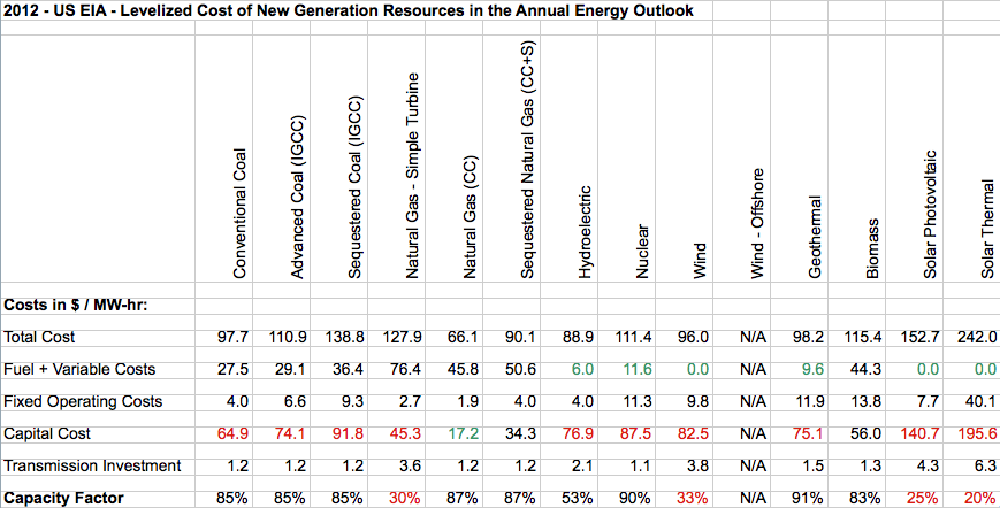 2012 - US EIA - Levelized Cost of New Generation Resources in the Annual Energy Outlook
Conventional Coal
Advanced Coal (IGCC)
Sequestered Coal (IGCC)
Natural Gas - Simple Turbine
Natural Gas (CC)
Sequestered Natural Gas (CC+S)
Hydroelectric
Nuclear
Wind
Wind - Offshore
Geothermal
Biomass
Solar Photovoltaic
Solar Thermal
Costs in $ / MW-hr:
Total Cost 97.7 110.9 138.8 127.9 66.1 90.1 88.9 111.4 96.0 N/A 98.2 115.4 152.7 242.0
Fuel + Variable Costs 27.5 29.1 36.4 76.4 45.8 50.6 6.0 11.6 0.0 N/A 9.6 44.3 0.0 0.0
Fixed Operating Costs 4.0 6.6 9.3 2.7 1.9 4.0 4.0 11.3 9.8 N/A 11.9 13.8 7.7 40.1
Capital Cost 64.9 74.1 91.8 45.3 17.2 34.3 76.9 87.5 82.5 N/A 75.1 56.0 140.7 195.6
Transmission Investment 1.2 1.2 1.2 3.6 1.2 1.2 2.1 1.1 3.8 N/A 1.5 1.3 4.3 6.3
Capacity Factor 85% 85% 85% 30% 87% 87% 53% 90% 33% N/A 91% 83% 25% 20%